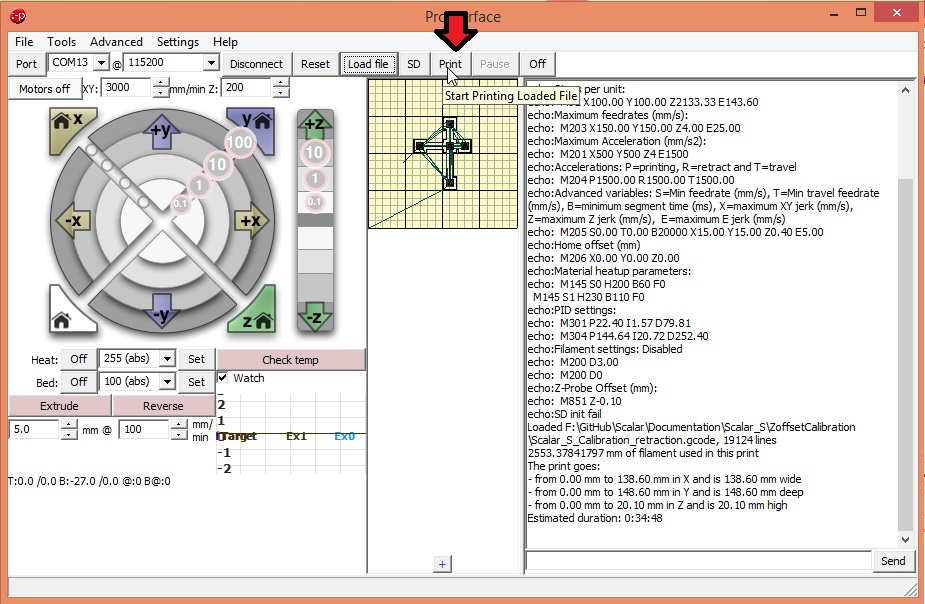 File Tools Advanced Settings Help
Port COM13 @ 115200 Disconnect Reset Load file SD Print Pause Off
Motors off XY: 3000 mm/min Z: 200
Start Printing Loaded File
x y
+y +z
100
10 10
1 1
0.1 0.1
-x +x
-y -z
z
Heat: Off 255 (abs) Set Check temp
Bed: Off 100 (abs) Set Watch
Extrude Reverse
5.0 mm @ 100 mm/
min
2
1
0 Target Ex1 Ex0
-1
-2
T:0.0 /0.0 B:-27.0 /0.0 @:0 B@:0
+
per unit:
X100.00 Y100.00 Z2133.33 E143.60
echo:Maximum feedrates (mm/s):
echo:  M203 X150.00 Y150.00 Z4.00 E25.00
echo:Maximum Acceleration (mm/s2):
echo:  M201 X500 Y500 Z4 E1500
echo:Accelerations: P=printing, R=retract and T=travel
echo:  M204 P1500.00 R1500.00 T1500.00
echo:Advanced variables: S=Min feedrate (mm/s), T=Min travel feedrate
(mm/s), B=minimum segment time (ms), X=maximum XY jerk (mm/s),
Z=maximum Z jerk (mm/s),  E=maximum E jerk (mm/s)
echo:  M205 S0.00 T0.00 B20000 X15.00 Y15.00 Z0.40 E5.00
echo:Home offset (mm)
echo:  M206 X0.00 Y0.00 Z0.00
echo:Material heatup parameters:
echo:  M145 S0 H200 B60 F0
M145 S1 H230 B110 F0
echo:PID settings:
echo:  M301 P22.40 I1.57 D79.81
echo:  M304 P144.64 I20.72 D252.40
echo:Filament settings: Disabled
echo:  M200 D3.00
echo:  M200 D0
echo:Z-Probe Offset (mm):
echo:  M851 Z-0.10
echo:SD init fail
Loaded F:\GitHub\Scalar\Documentation\Scalar_S\ZoffsetCalibration
\Scalar_S_Calibration_retraction.gcode, 19124 lines
2553.37841797 mm of filament used in this print
The print goes:
- from 0.00 mm to 138.60 mm in X and is 138.60 mm wide
- from 0.00 mm to 148.60 mm in Y and is 148.60 mm deep
- from 0.00 mm to 20.10 mm in Z and is 20.10 mm high
Estimated duration: 0:34:48
Send